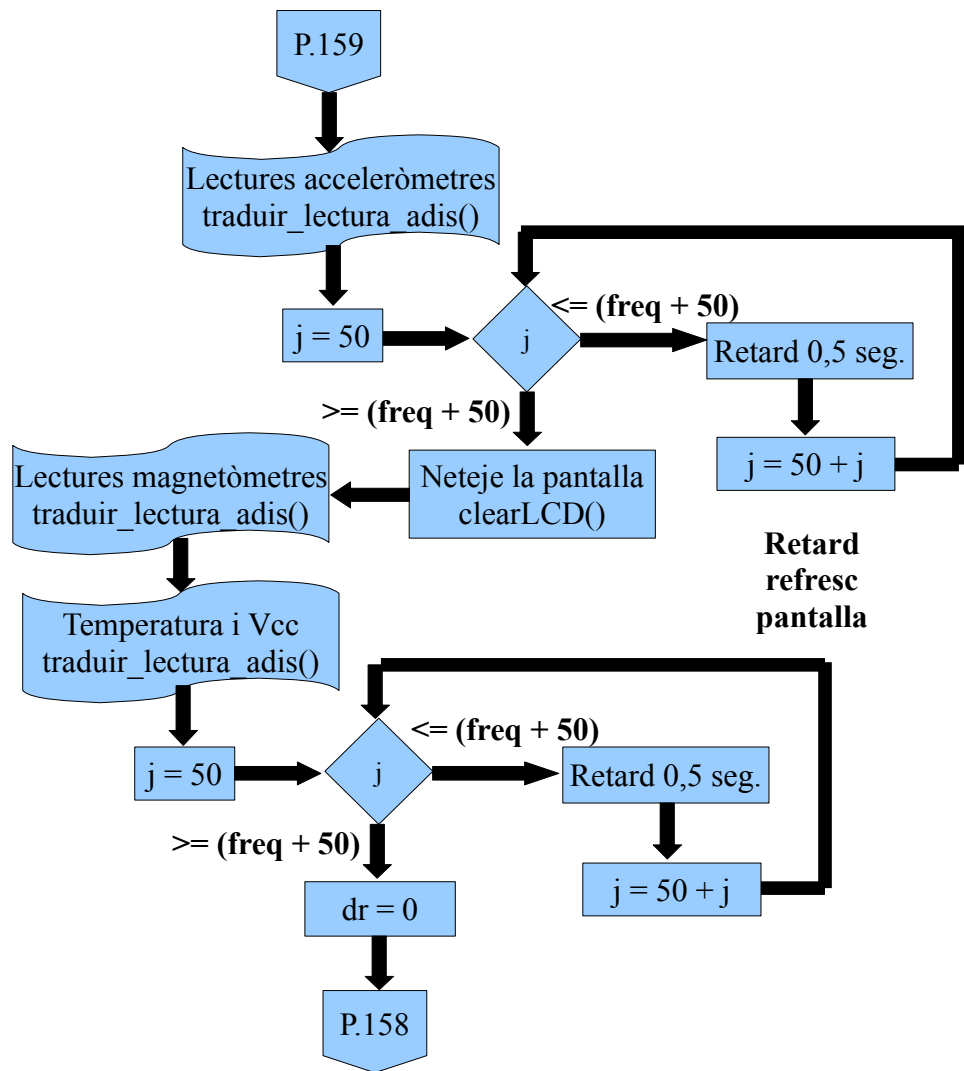 P.159
Lectures acceleròmetres
traduir_lectura_adis()
j = 50
j
<= (freq + 50)
Retard 0,5 seg.
j = 50 + j
>= (freq + 50)
Neteje la pantalla
clearLCD()
Lectures magnetòmetres
traduir_lectura_adis()
Retard
refresc
pantalla
Temperatura i Vcc
traduir_lectura_adis()
j = 50
j
<= (freq + 50)
Retard 0,5 seg.
j = 50 + j
>= (freq + 50)
dr = 0
P.158